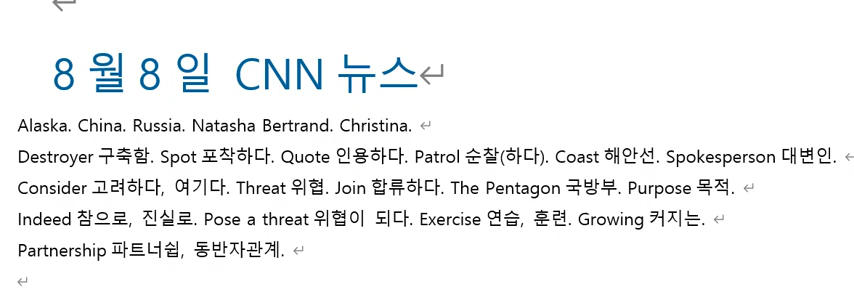 8월 8일 CNN 뉴스
Alaska. China. Russia. Natasha Bertrand. Christina.
Destroyer 구축함. Spot 포착하다. Quote 인용하다. Patrol 순찰(하다). Coast 해안선. Spokesperson 대변인.
Consider 고려하다, 여기다. Threat 위협. Join 합류하다. The Pentagon 국방부. Purpose 목적.
Indeed 참으로, 진실로. Pose a threat 위협이 되다. Exercise 연습, 훈련. Growing 커지는.
Partnership 파트너쉽, 동반자관계.